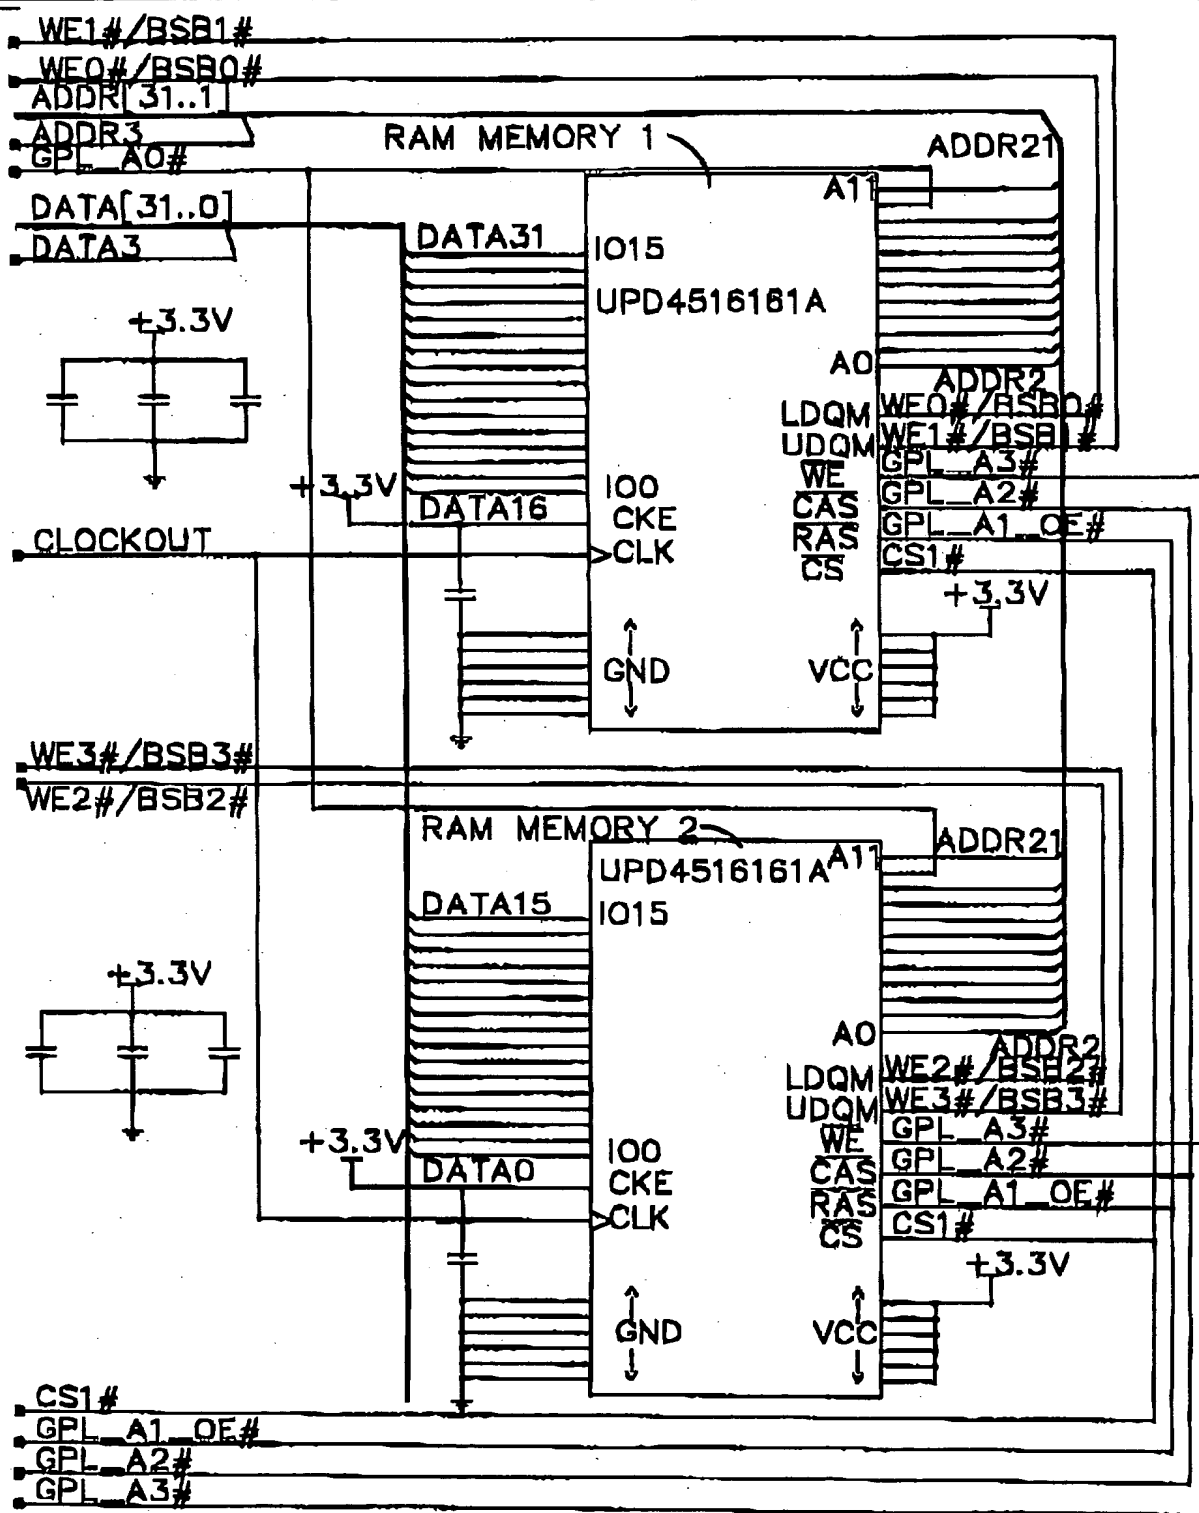 WE1#/BSB1#
WE0#/BSB0#
ADDR[31..1]
ADDR3
GPL_A0#
RAM MEMORY 1
ADDR21
A11
DATA[31..0]
DATA3
DATA31
IO15
UPD4516161A
+3.3V
A0
ADDR2
LDQM WE0#/BSB0#
UDQM WE1#/BSB1#
WE GPL_A3#
+3.3V
IO0
CAS GPL_A2#
DATA16
CKE
RAS GPL_A1_OE#
CLOCKOUT
CLK
CS CS1#
+3.3V
GND
VCC
WE3#/BSB3#
WE2#/BSB2#
RAM MEMORY 2
ADDR21
UPD4516161A
A11
DATA15
IO15
+3.3V
A0
ADDR2
LDQM WE2#/BSB2#
UDQM WE3#/BSB3#
WE GPL_A3#
+3.3V
IO0
CAS GPL_A2#
DATA0
CKE
RAS GPL_A1_OE#
CLK
CS CS1#
+3.3V
GND
VCC
CS1#
GPL_A1_OE#
GPL_A2#
GPL_A3#